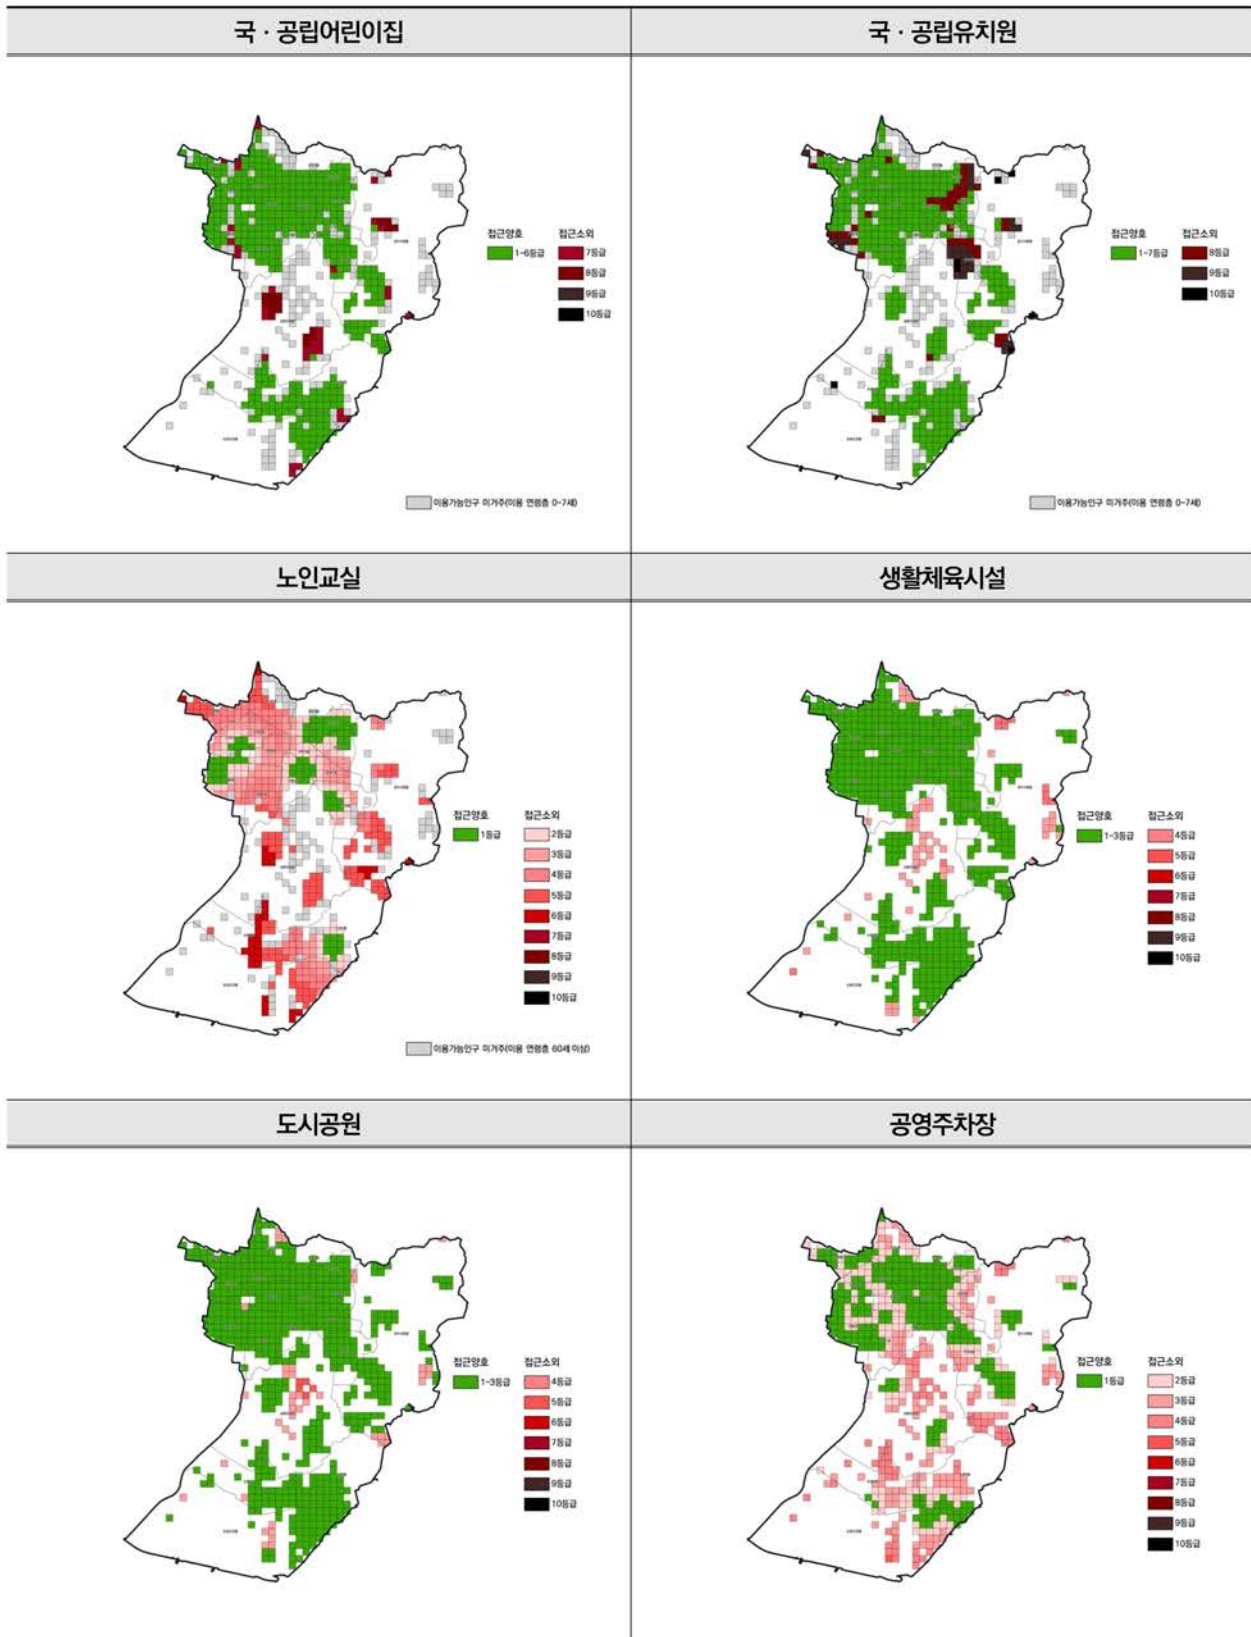 국 · 공립어린이집
국 · 공립유치원
접근양호
1~6등급
접근소외
7등급
8등급
9등급
10등급
이용가능인구 미거주(이용 연령층 0~7세)
접근양호
1~7등급
접근소외
8등급
9등급
10등급
이용가능인구 미거주(이용 연령층 0~7세)
노인교실
생활체육시설
접근양호
1등급
접근소외
2등급
3등급
4등급
5등급
6등급
7등급
8등급
9등급
10등급
이용가능인구 미거주(이용 연령층 60세 이상)
접근양호
1~3등급
접근소외
4등급
5등급
6등급
7등급
8등급
9등급
10등급
도시공원
공영주차장
접근양호
1~3등급
접근소외
4등급
5등급
6등급
7등급
8등급
9등급
10등급
접근양호
1등급
접근소외
2등급
3등급
4등급
5등급
6등급
7등급
8등급
9등급
10등급